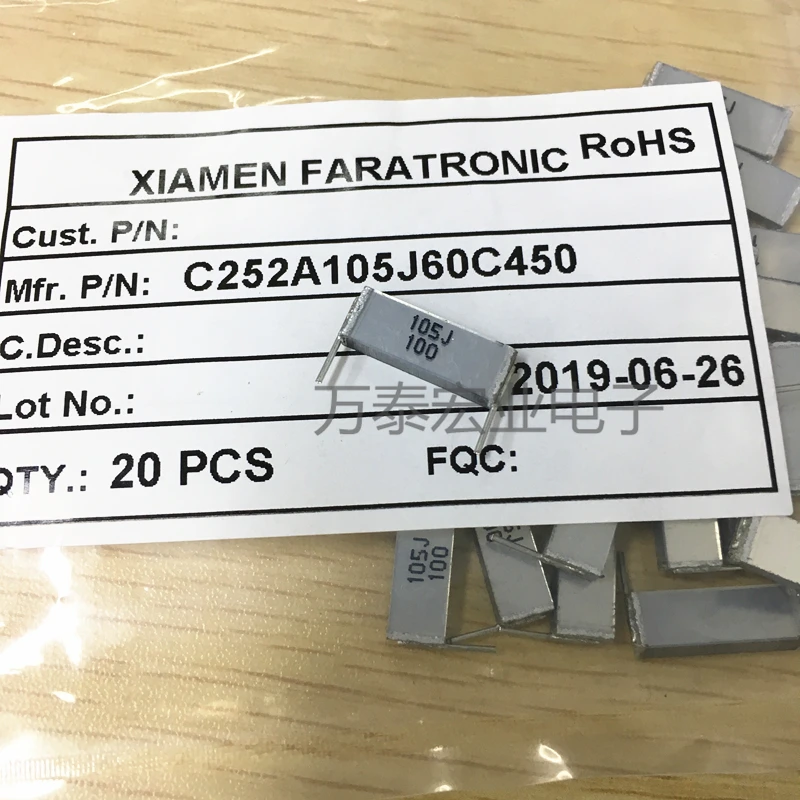 XIAMEN FARATRONIC RoHS
Cust. P/N:
Mfr. P/N: C252A105J60C450
C.Desc.:
Lot No.: 2019-06-26
QTY.: 20 PCS FQC:
105J
100
万泰宏业电子
105J
100